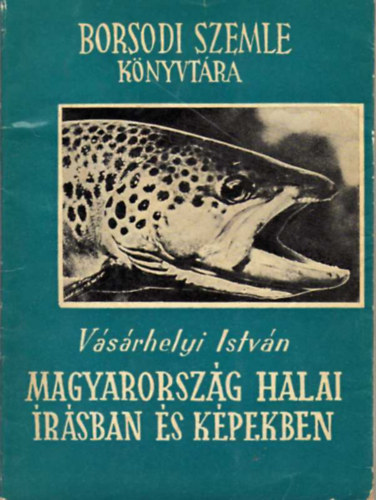 BORSODI SZEMLE
KÖNYVTÁRA
Vásárhelyi István
MAGYARORSZÁG HALAI
ÍRÁSBAN ÉS KÉPEKBEN